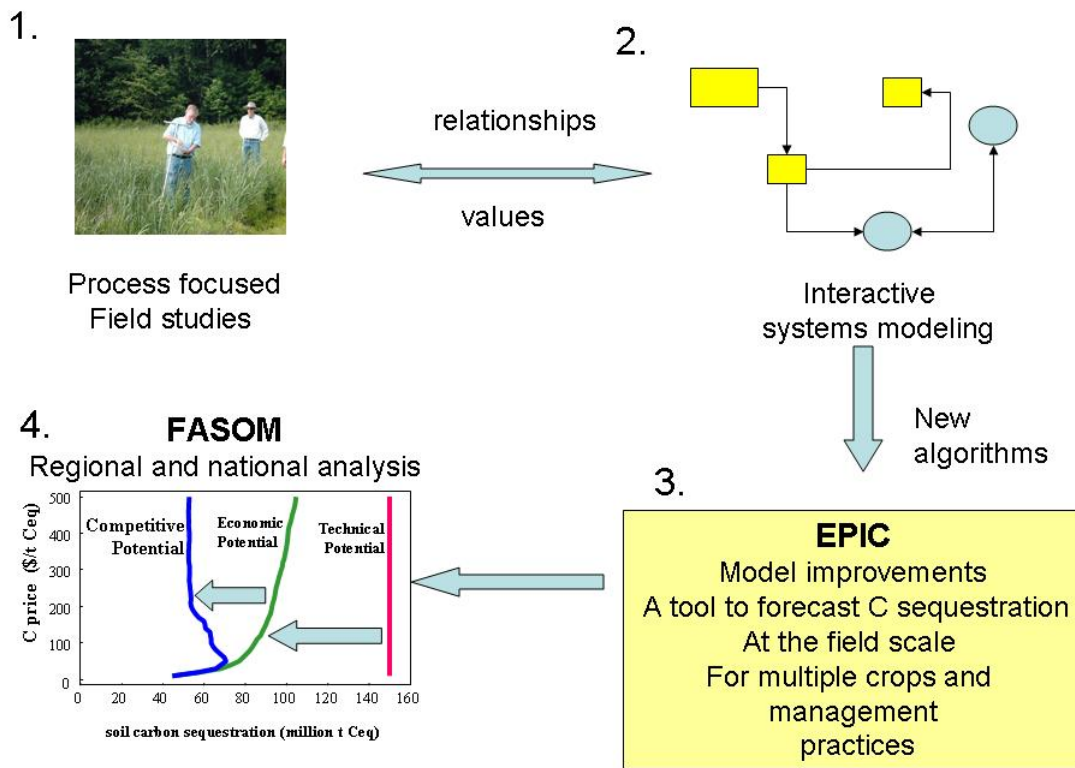 1.
Process focused
Field studies
relationships
values
2.
Interactive
systems modeling
New
algorithms
3.
EPIC
Model improvements
A tool to forecast C sequestration
At the field scale
For multiple crops and
management
practices
4.
FASOM
Regional and national analysis
Competitive
Potential
Economic
Potential
Technical
Potential
C price ($/t Ceq)
500
400
300
200
100
0
0 20 40 60 80 100 120 140 160
soil carbon sequestration (million t Ceq)